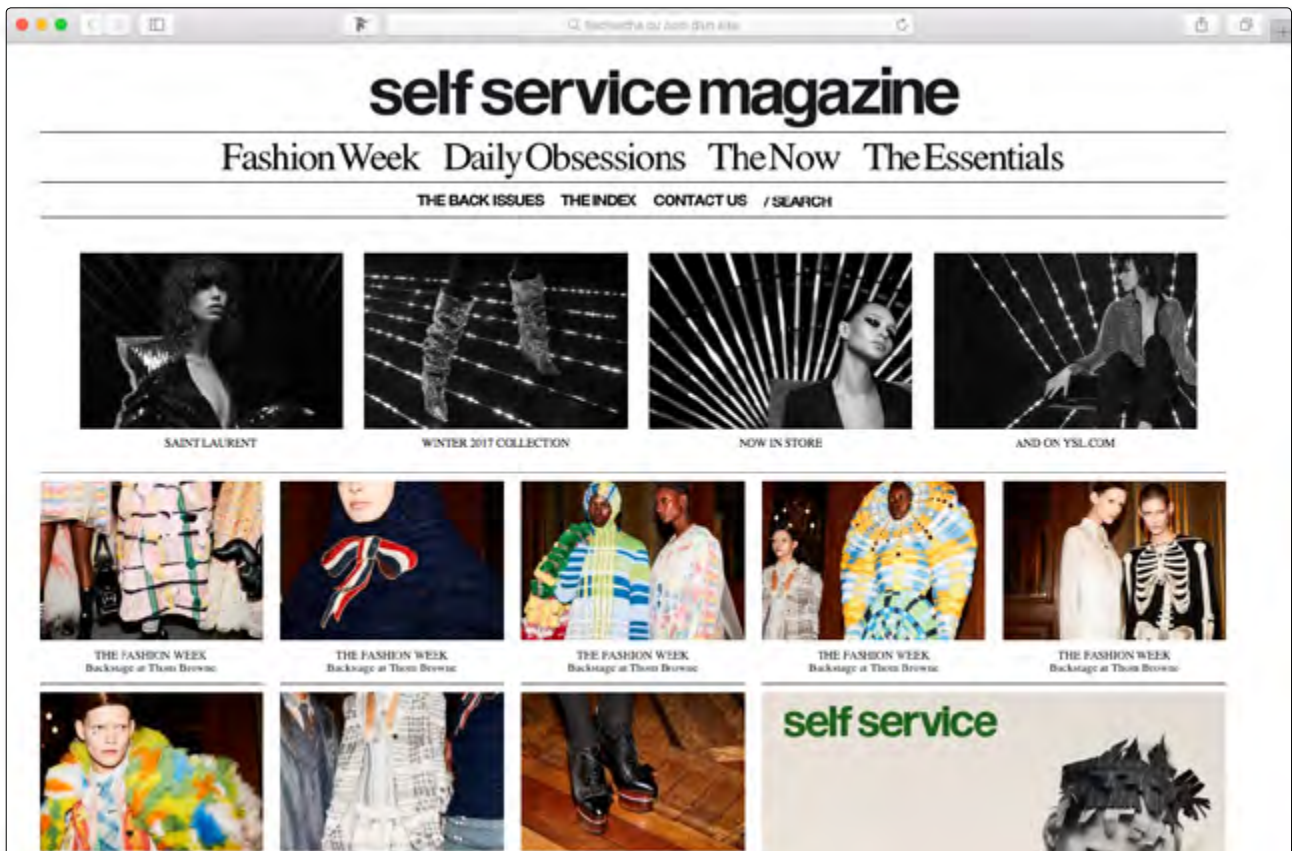 self service magazine
Fashion Week Daily Obsessions The Now The Essentials
THE BACK ISSUES THE INDEX CONTACT US / SEARCH
SAINT LAURENT WINTER 2017 COLLECTION NOW IN STORE AND ON YSL.COM
THE FASHION WEEK THE FASHION WEEK THE FASHION WEEK THE FASHION WEEK THE FASHION WEEK
Backstage at Thom Browne Backstage at Thom Browne Backstage at Thom Browne Backstage at Thom Browne Backstage at Thom Browne
self service